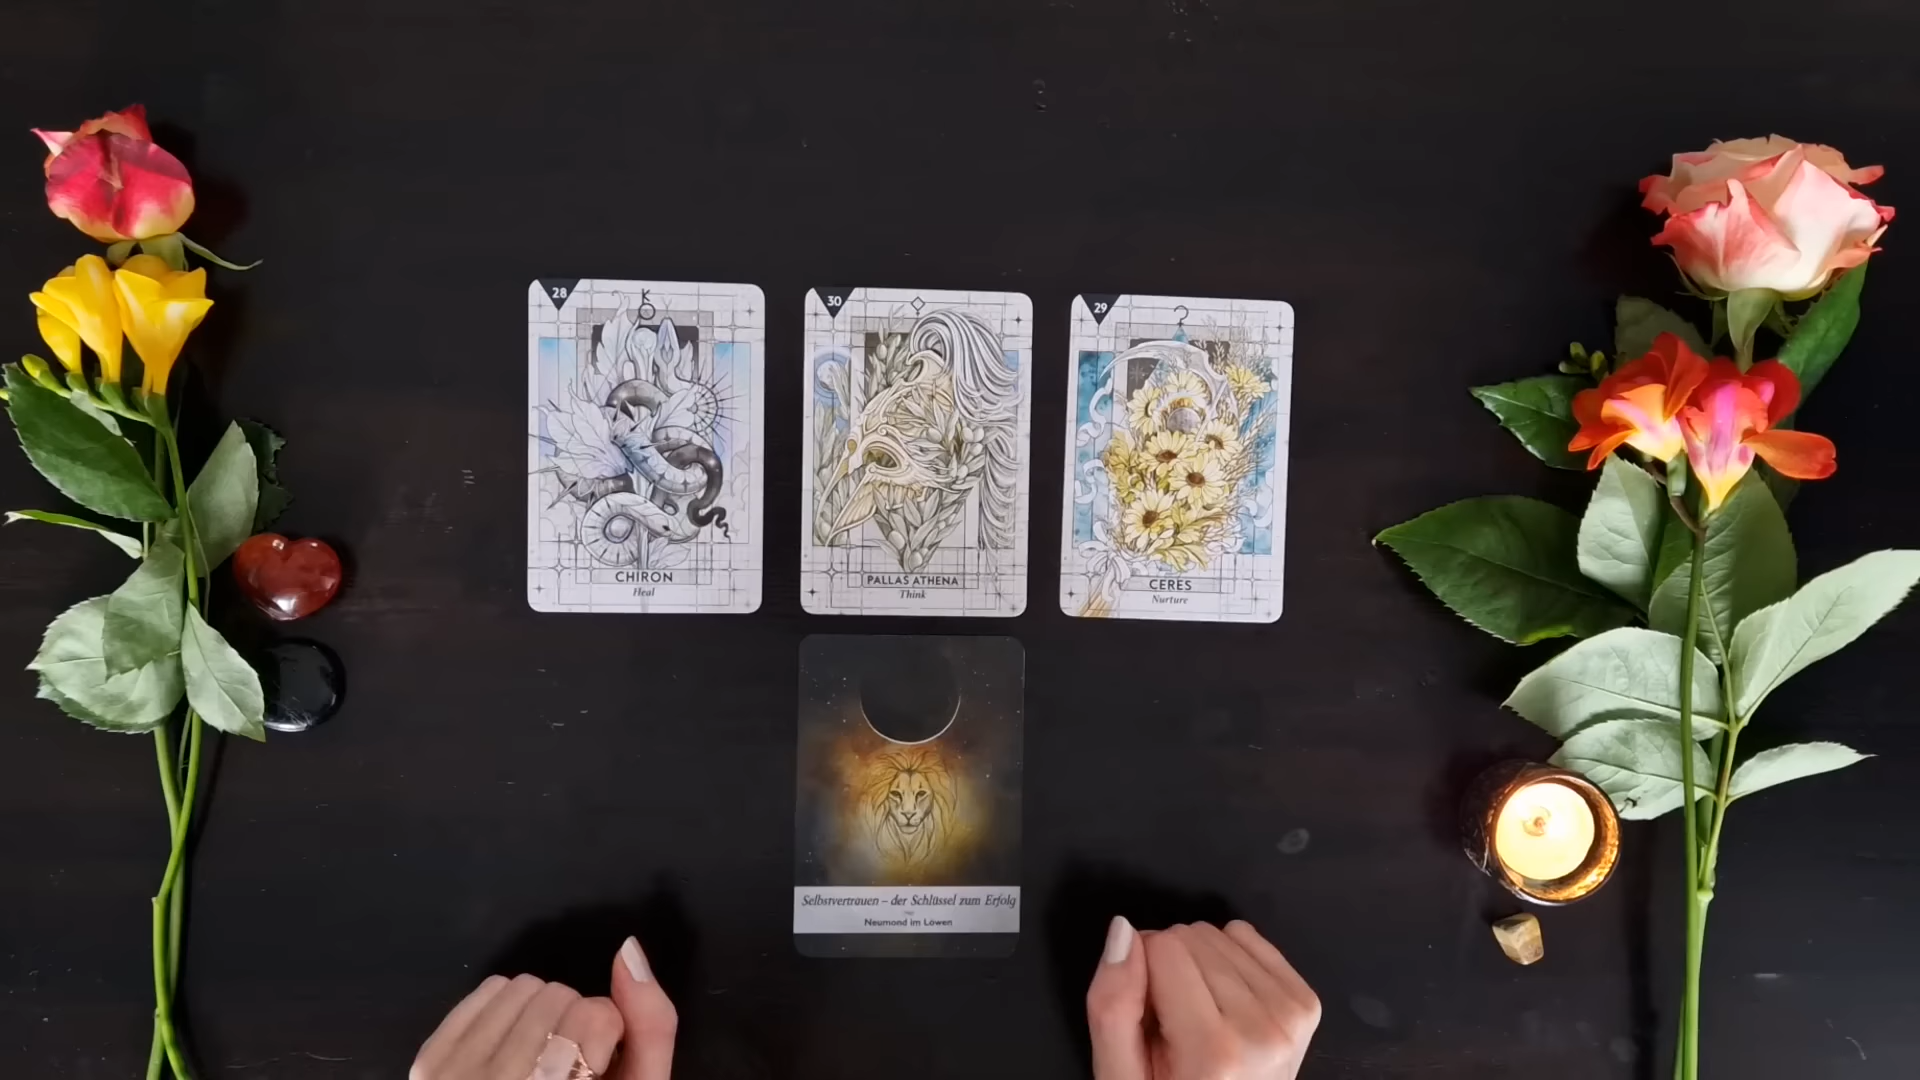 28
CHIRON
Heal
30
PALLAS ATHENA
Think
29
CERES
Nurture
Selbstvertrauen – der Schlüssel zum Erfolg
Neumond im Löwen